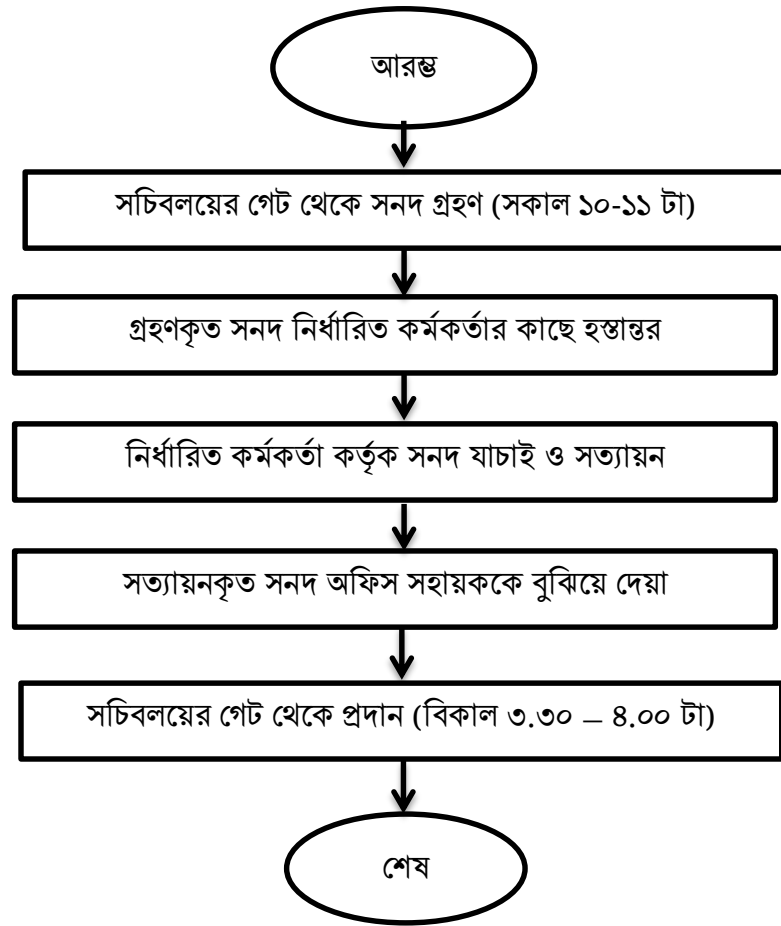 আরম্ভ
সচিবলয়ের গেট থেকে সনদ গ্রহণ (সকাল ১০-১১ টা)
গ্রহণকৃত সনদ নির্ধারিত কর্মকর্তার কাছে হস্তান্তর
নির্ধারিত কর্মকর্তা কর্তৃক সনদ যাচাই ও সত্যায়ন
সত্যায়নকৃত সনদ অফিস সহায়ককে বুঝিয়ে দেয়া
সচিবলয়ের গেট থেকে প্রদান (বিকাল ৩.৩০ – ৪.০০ টা)
শেষ